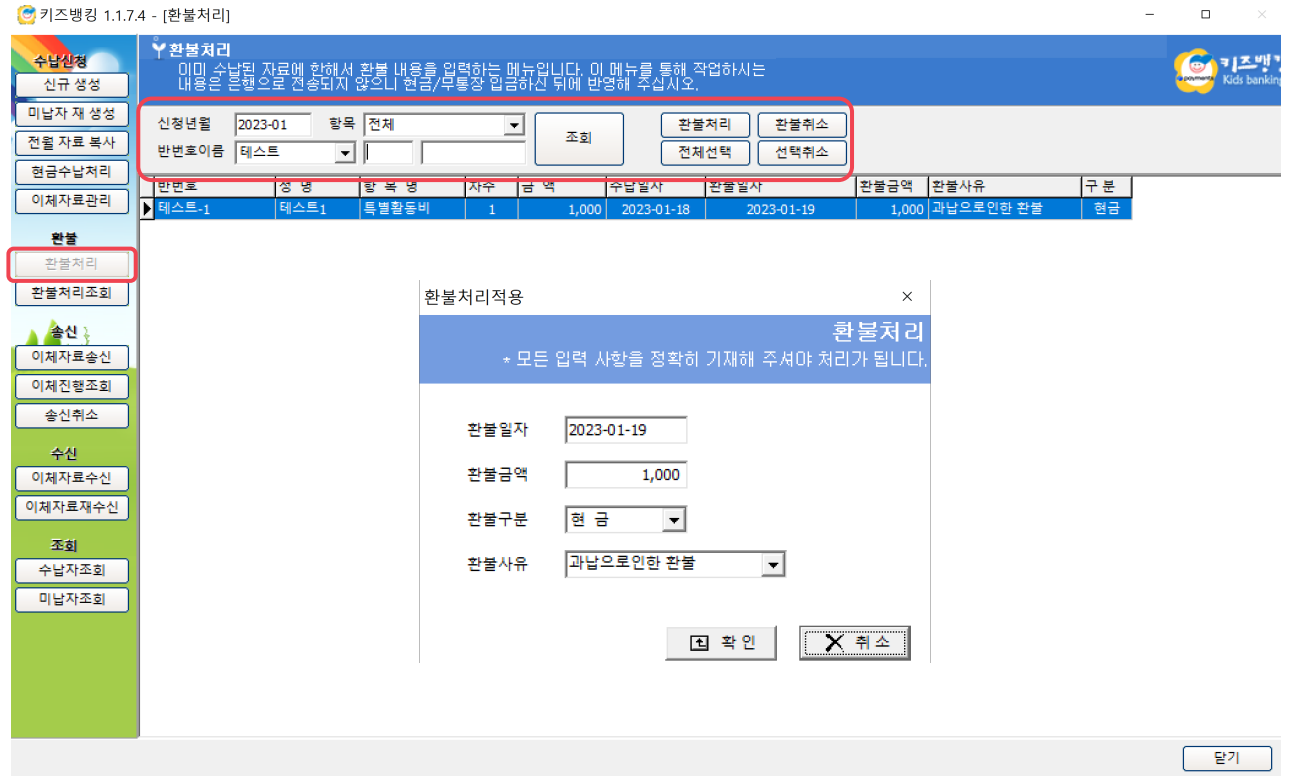 키즈뱅킹 1.1.7.4 - [환불처리]
수납신청
신규 생성
미납자 재 생성
전월 자료 복사
현금수납처리
이체자료관리
환불
환불처리
환불처리조회
송신
이체자료송신
이체진행조회
송신취소
수신
이체자료수신
이체자료재수신
조회
수납자조회
미납자조회
환불처리
이미 수납된 자료에 한해서 환불 내용을 입력하는 메뉴입니다. 이 메뉴를 통해 작업하시는
내용은 은행으로 전송되지 않으니 현금/무통장 입금하신 뒤에 반영해 주십시오.
payments
키즈뱅킹
Kids banking
신청년월 2023-01 항목 전체 조회 환불처리 환불취소
반번호이름 테스트 전체선택 선택취소
반번호 성 명 항 목 명 차수 금 액 수납일자 환불일자 환불금액 환불사유 구 분
테스트-1 테스트1 특별활동비 1 1,000 2023-01-18 2023-01-19 1,000 과납으로인한 환불 현금
환불처리적용
환불처리
* 모든 입력 사항을 정확히 기재해 주셔야 처리가 됩니다.
환불일자 2023-01-19
환불금액 1,000
환불구분 현 금
환불사유 과납으로인한 환불
확 인 취 소
닫기